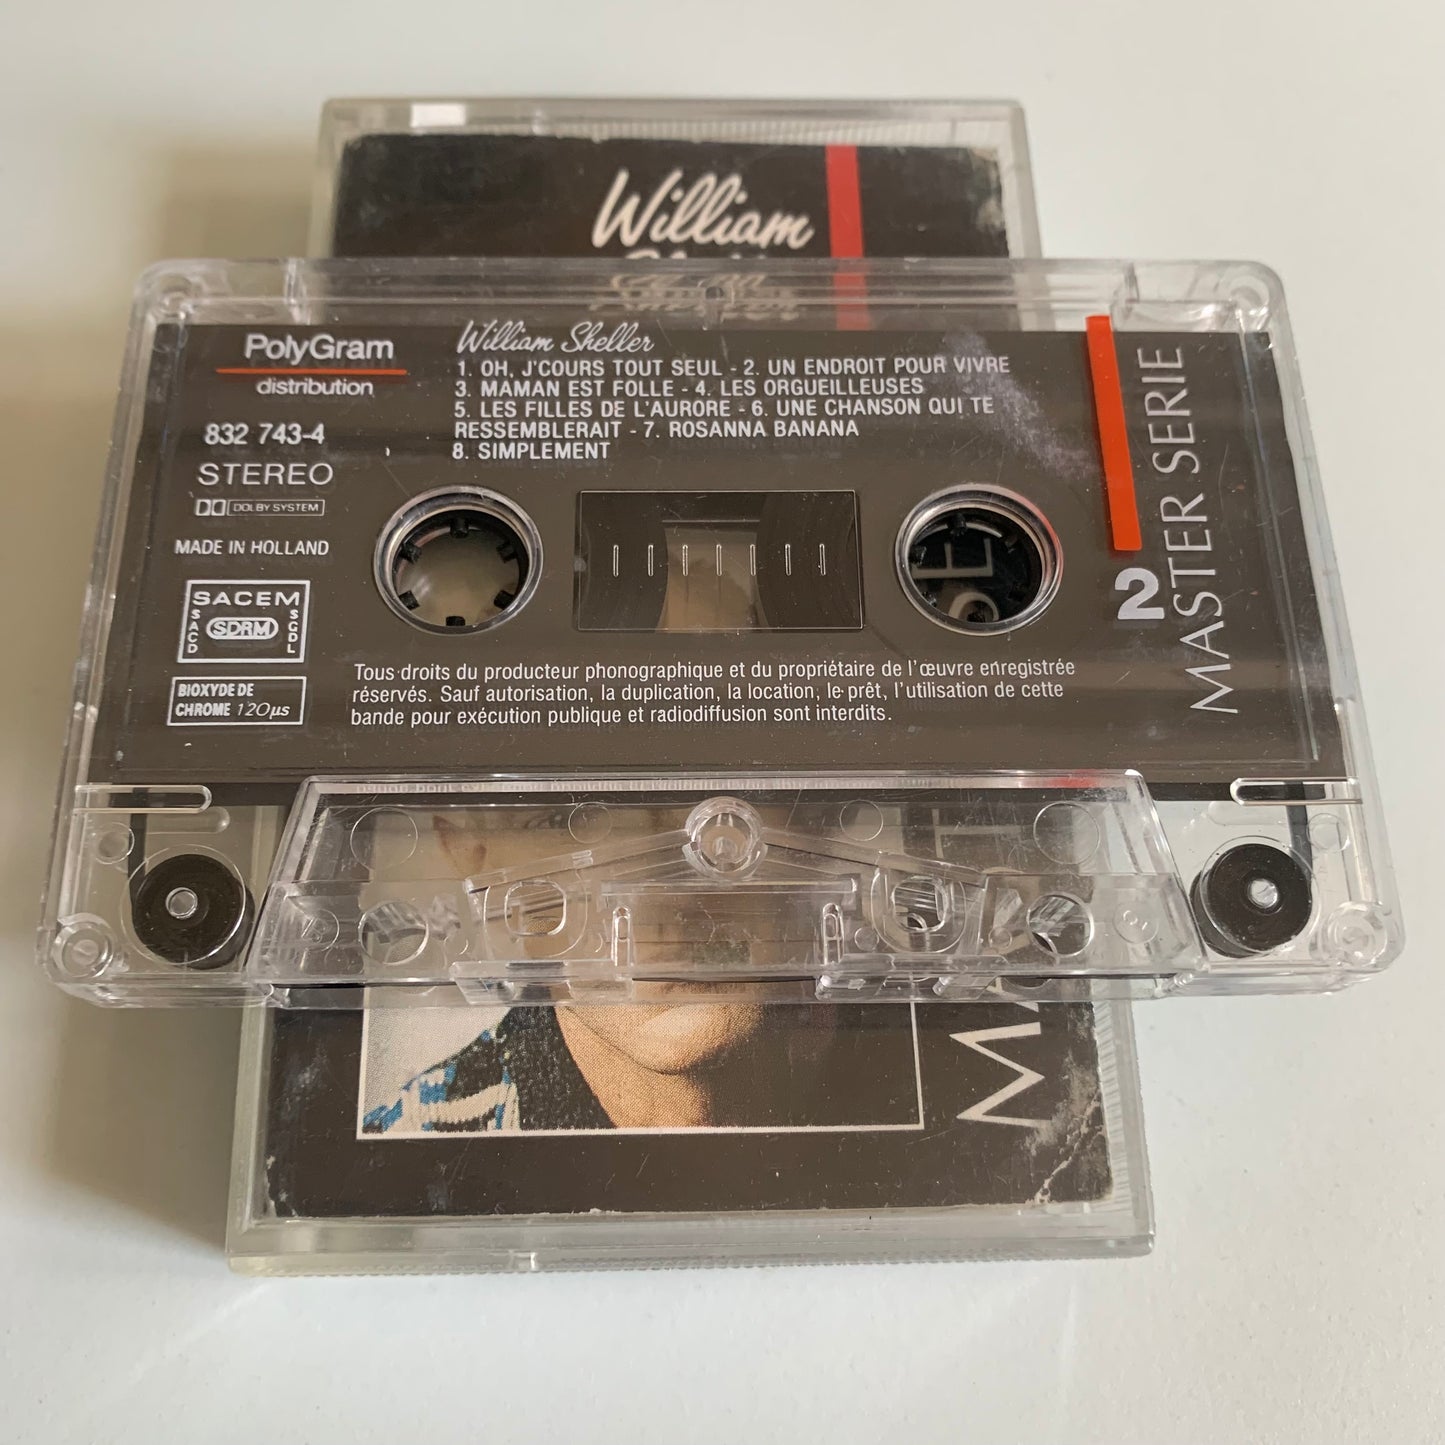 William
PolyGram
distribution
832 743-4
STEREO
DOLBY SYSTEM
MADE IN HOLLAND
SACEM
SACD
SDRM
SGDL
BIOXYDE DE
CHROME 120µs
William Sheller
1. OH, J'COURS TOUT SEUL - 2. UN ENDROIT POUR VIVRE
3. MAMAN EST FOLLE - 4. LES ORGUEILLEUSES
5. LES FILLES DE L'AURORE - 6. UNE CHANSON QUI TE
RESSEMBLERAIT - 7. ROSANNA BANANA
8. SIMPLEMENT
Tous droits du producteur phonographique et du propriétaire de l'œuvre enregistrée
réservés. Sauf autorisation, la duplication, la location, le prêt, l'utilisation de cette
bande pour exécution publique et radiodiffusion sont interdits.
2
MASTER SERIE